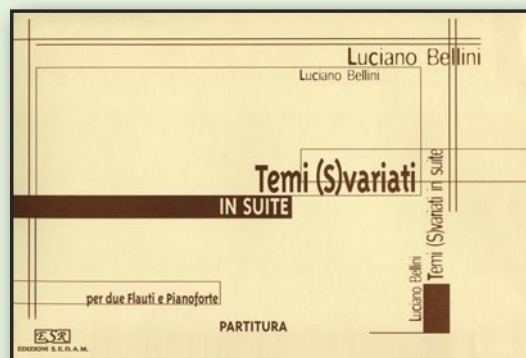 Luciano Bellini
Luciano Bellini
Temi (S)variati
IN SUITE
Luciano Bellini
Temi (S)variati in suite
per due Flauti e Pianoforte
PARTITURA
ESR
EDIZIONI S.E.D.A.M.